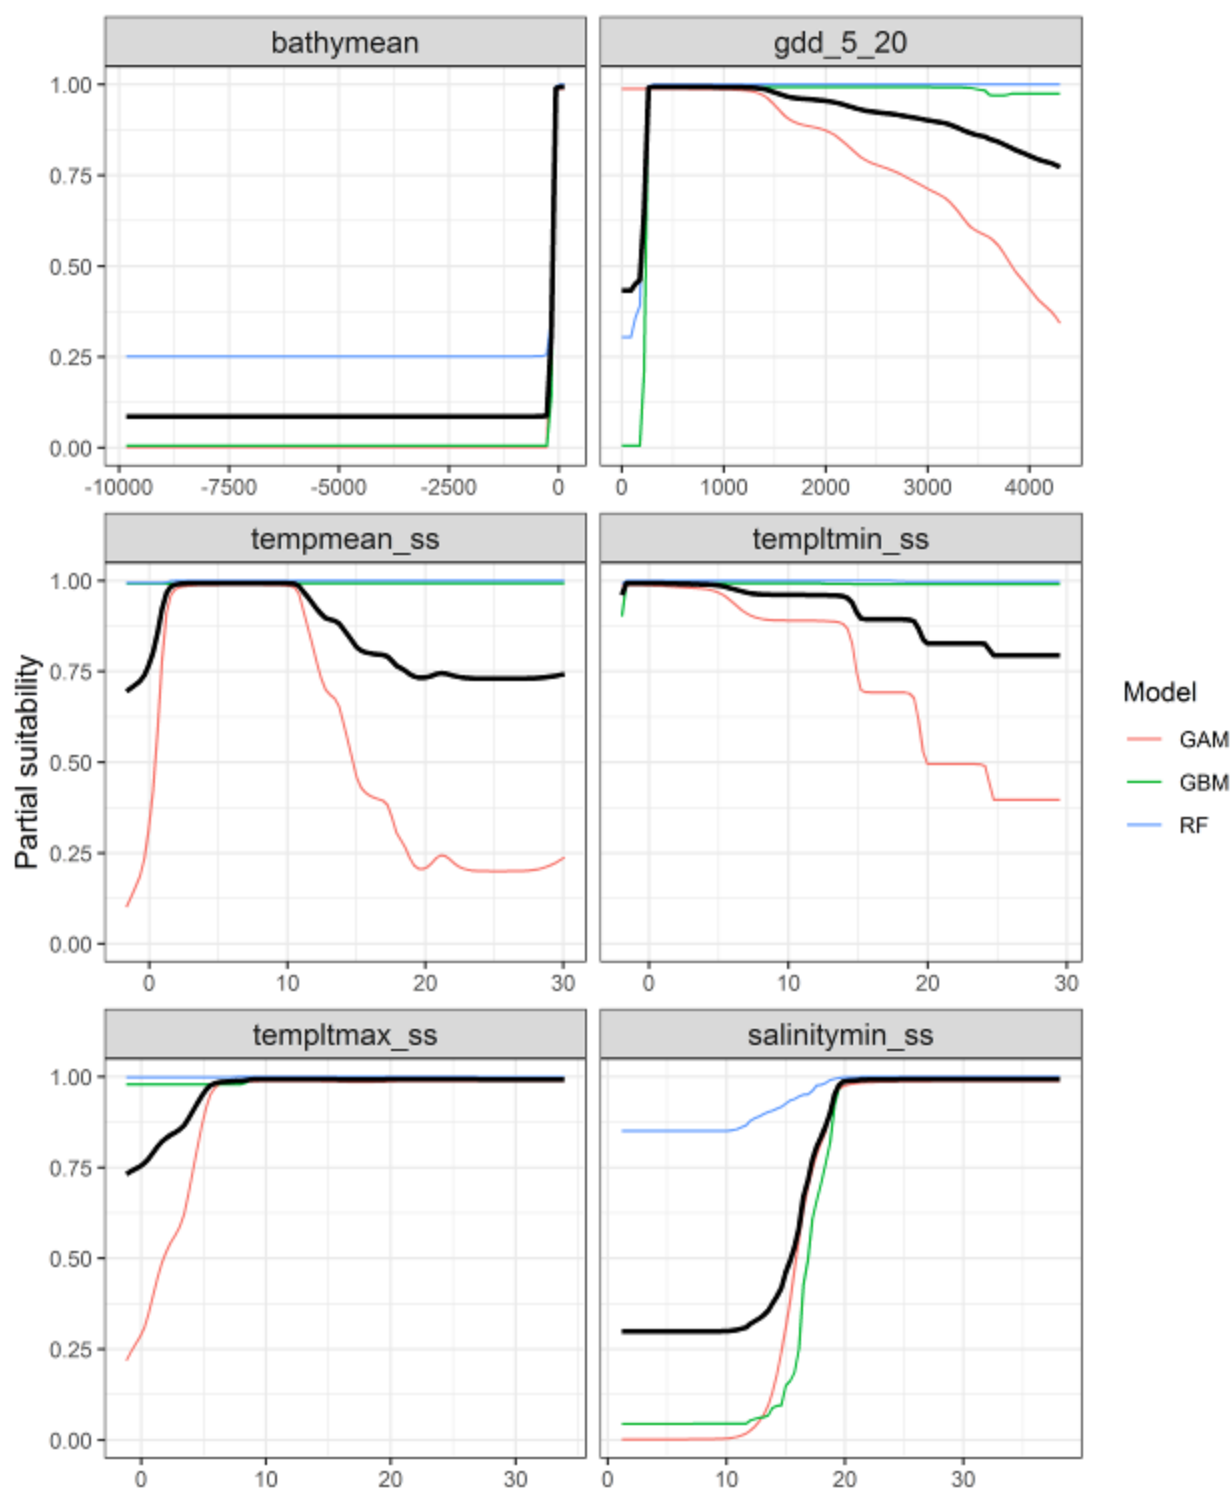 bathymean gdd_5_20
1.00
0.75
0.50
0.25
0.00
-10000 -7500 -5000 -2500 0 0 1000 2000 3000 4000
tempmean_ss templtmin_ss
1.00
0.75
0.50
0.25
0.00
0 10 20 30 0 10 20 30
templtmax_ss salinitymin_ss
1.00
0.75
0.50
0.25
0.00
0 10 20 30 0 10 20 30
Partial suitability
Model
GAM
GBM
RF